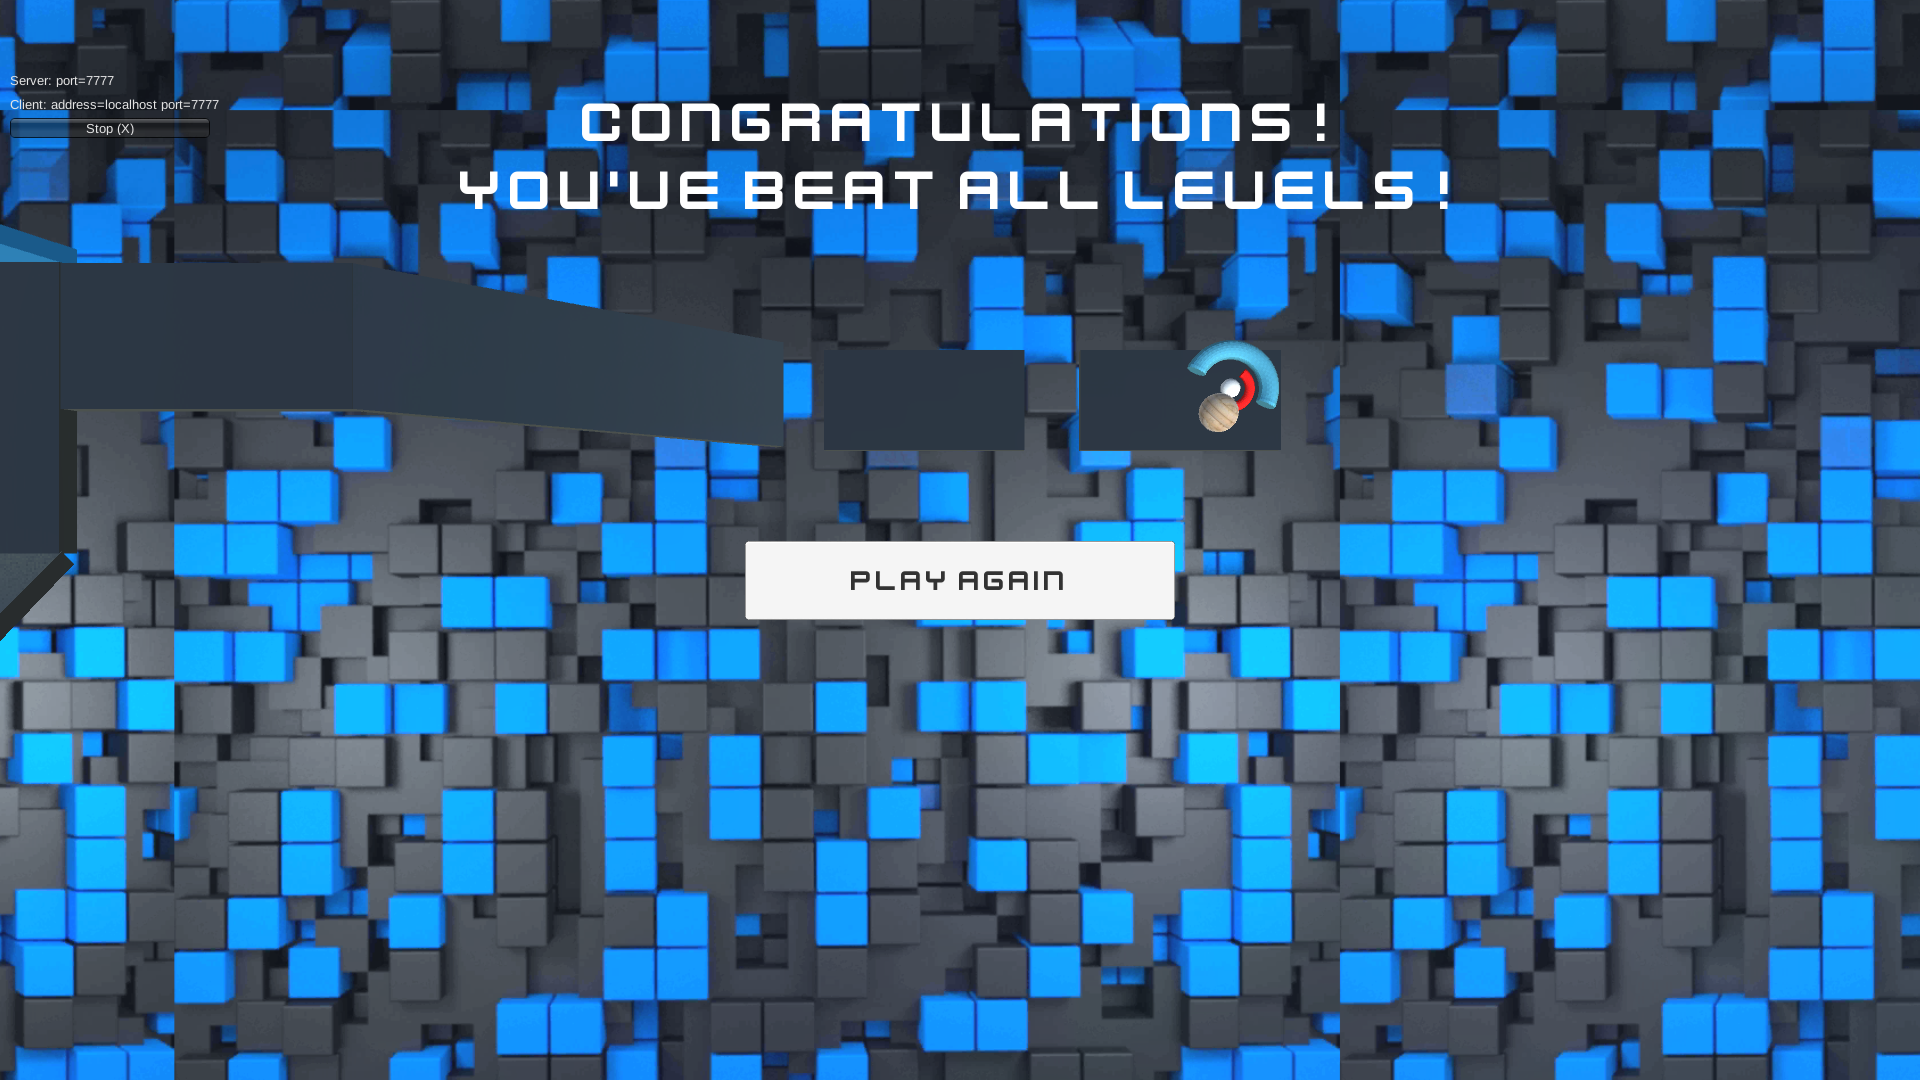 Server: port=7777
Client: address=localhost port=7777
Stop (X)
CONGRATULATIONS !
YOU'VE BEAT ALL LEVELS !
PLAY AGAIN